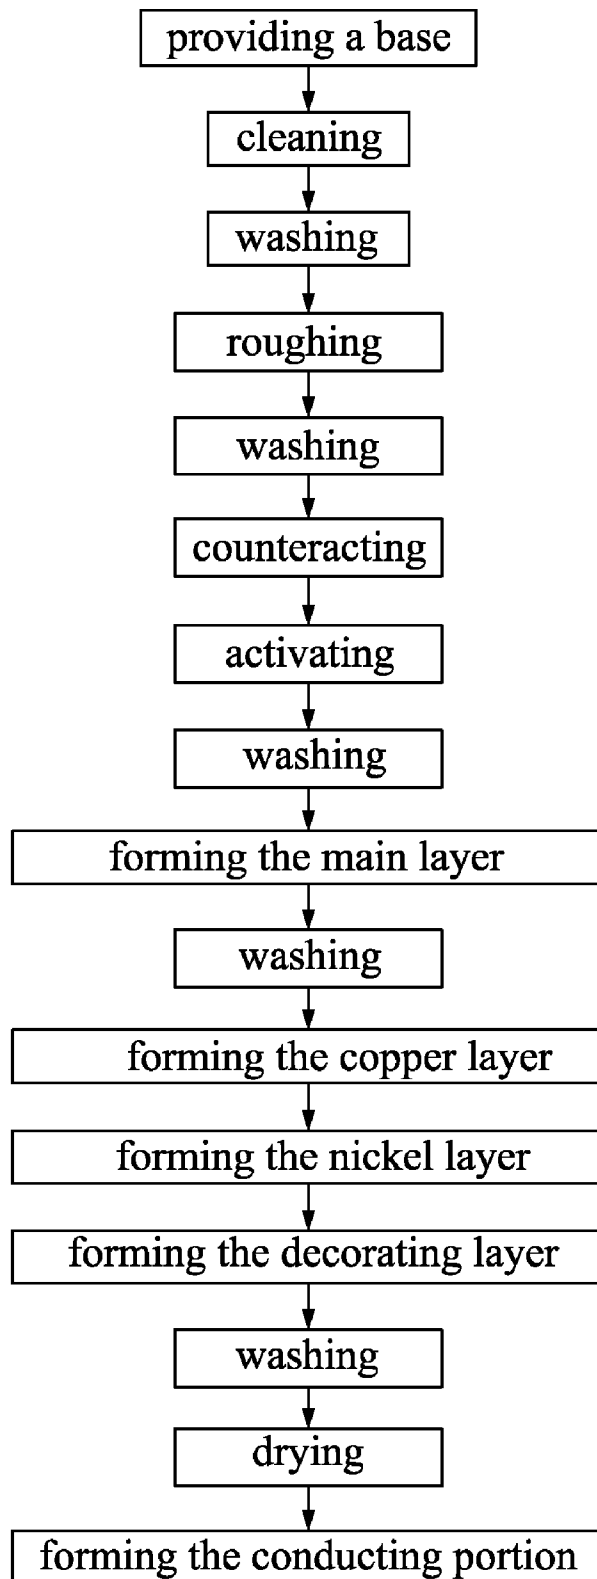 providing a base
cleaning
washing
roughing
washing
counteracting
activating
washing
forming the main layer
washing
forming the copper layer
forming the nickel layer
forming the decorating layer
washing
drying
forming the conducting portion